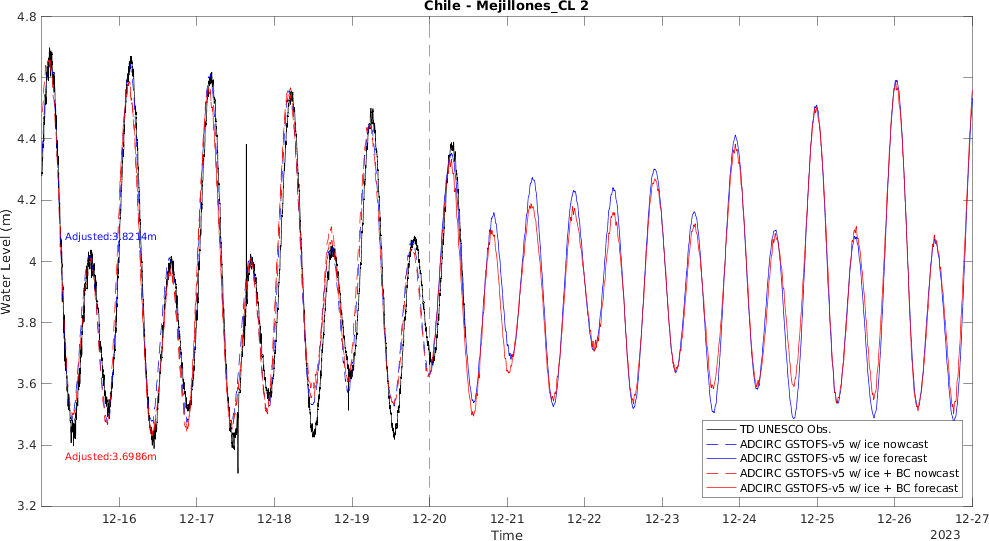 Chile - Mejillones_CL 2
4.8
4.6
4.4
4.2
4
3.8
3.6
3.4
3.2
Water Level (m)
Adjusted:3.8214m
Adjusted:3.6986m
TD UNESCO Obs.
ADCIRC GSTOFS-v5 w/ ice nowcast
ADCIRC GSTOFS-v5 w/ ice forecast
ADCIRC GSTOFS-v5 w/ ice + BC nowcast
ADCIRC GSTOFS-v5 w/ ice + BC forecast
12-16 12-17 12-18 12-19 12-20 12-21 12-22 12-23 12-24 12-25 12-26 12-27
Time
2023